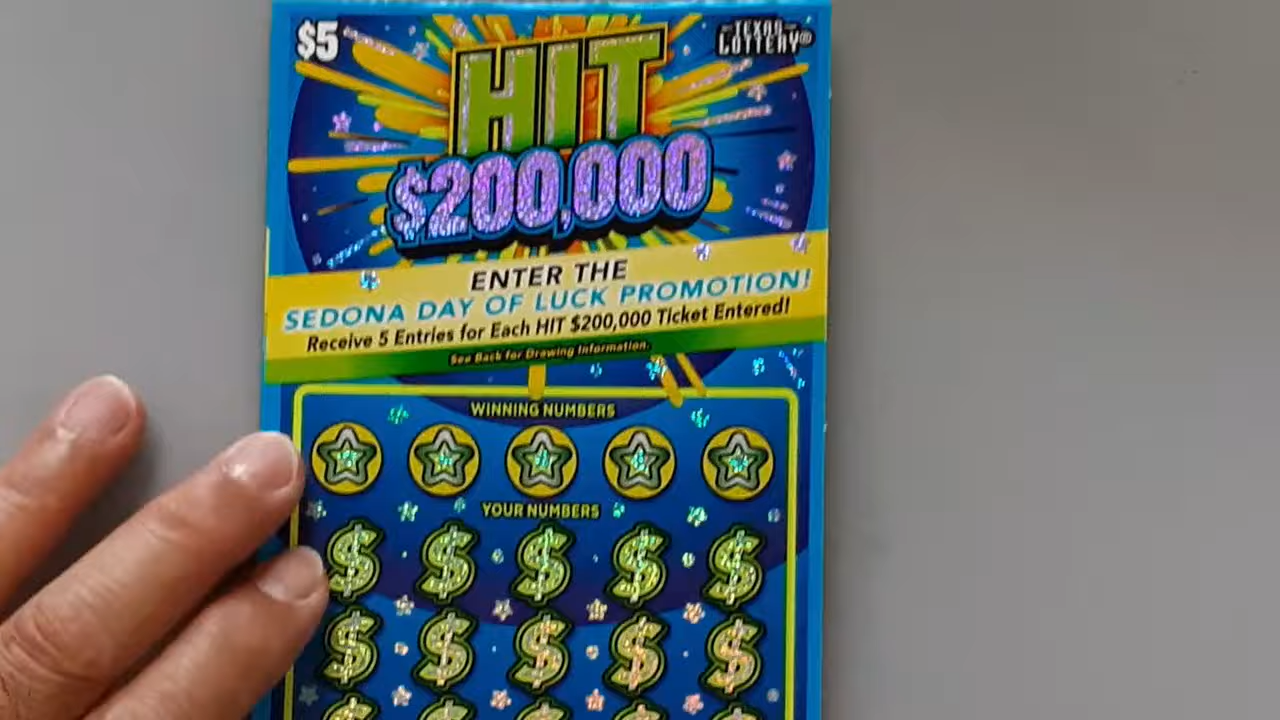 $5
TEXAS
LOTTERY®
HIT
$200,000
ENTER THE
SEDONA DAY OF LUCK PROMOTION!
Receive 5 Entries for Each HIT $200,000 Ticket Entered!
See Back for Drawing Information.
WINNING NUMBERS
YOUR NUMBERS
$ $ $ $ $
$ $ $ $ $
$ $ $ $ $